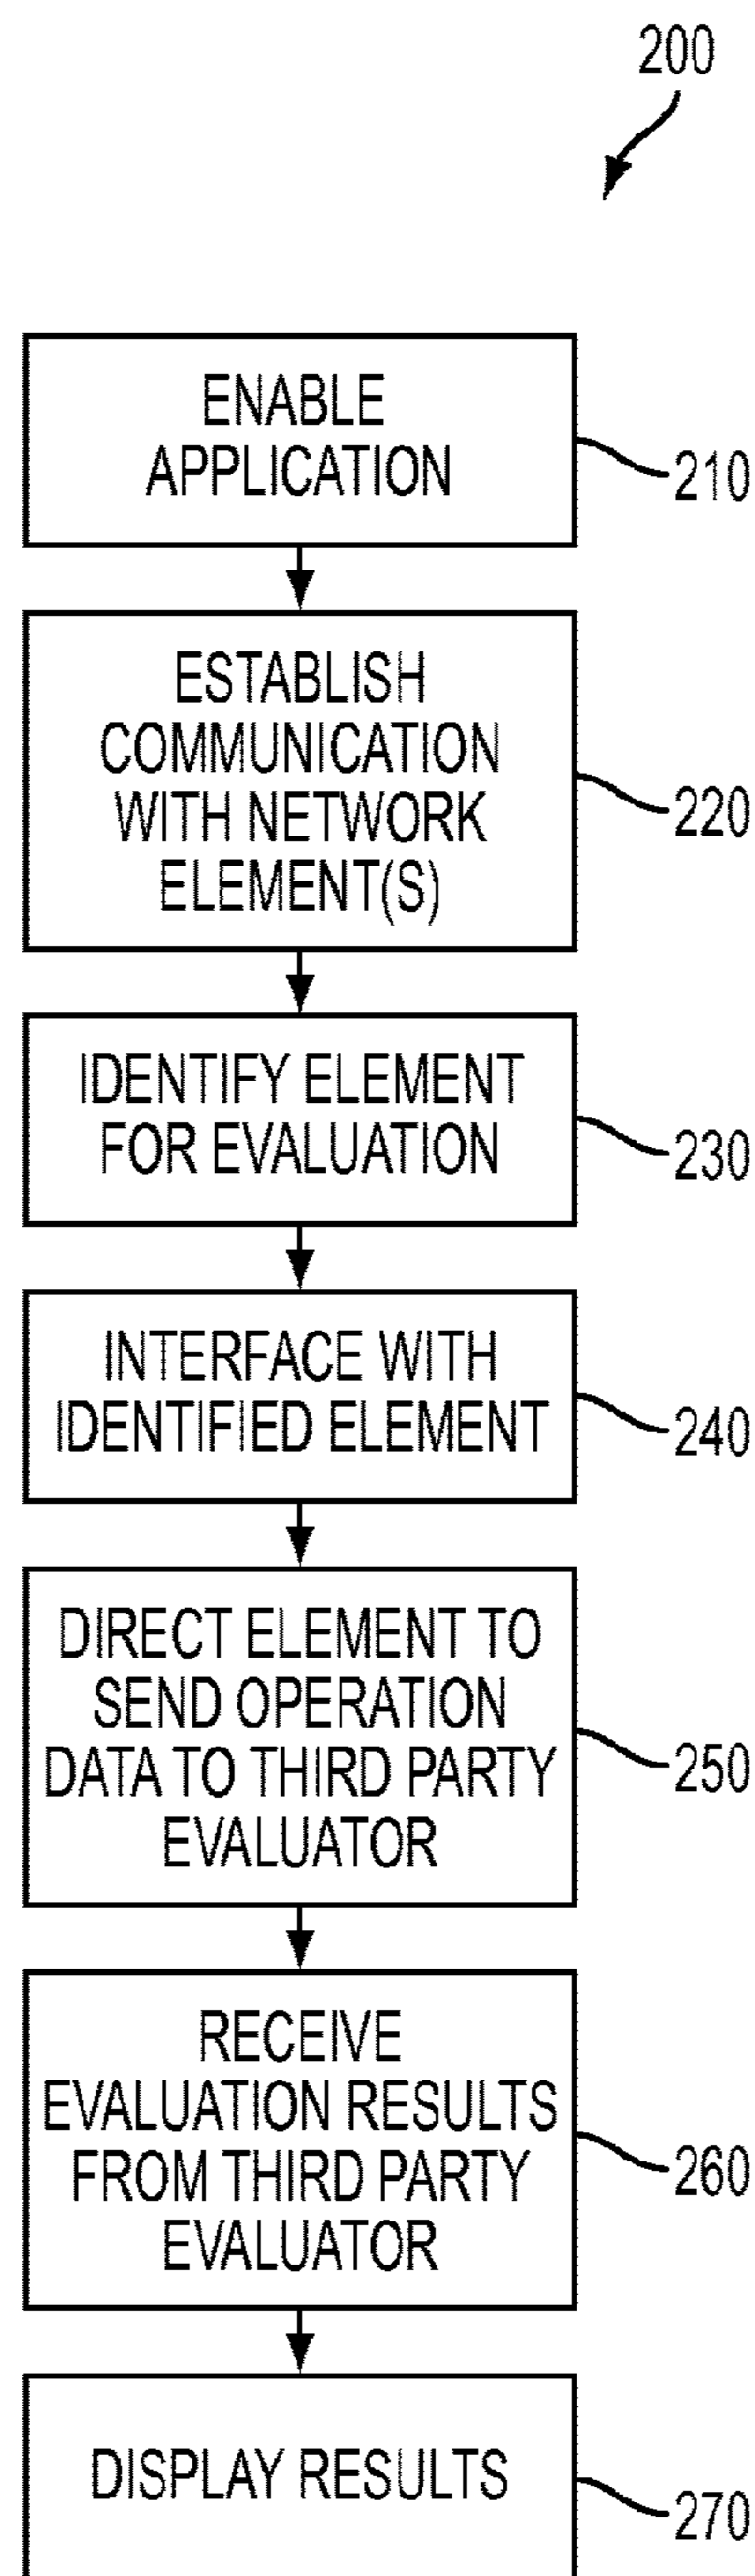 200
ENABLE
APPLICATION
210
ESTABLISH
COMMUNICATION
WITH NETWORK
ELEMENT(S)
220
IDENTIFY ELEMENT
FOR EVALUATION
230
INTERFACE WITH
IDENTIFIED ELEMENT
240
DIRECT ELEMENT TO
SEND OPERATION
DATA TO THIRD PARTY
EVALUATOR
250
RECEIVE
EVALUATION RESULTS
FROM THIRD PARTY
EVALUATOR
260
DISPLAY RESULTS
270